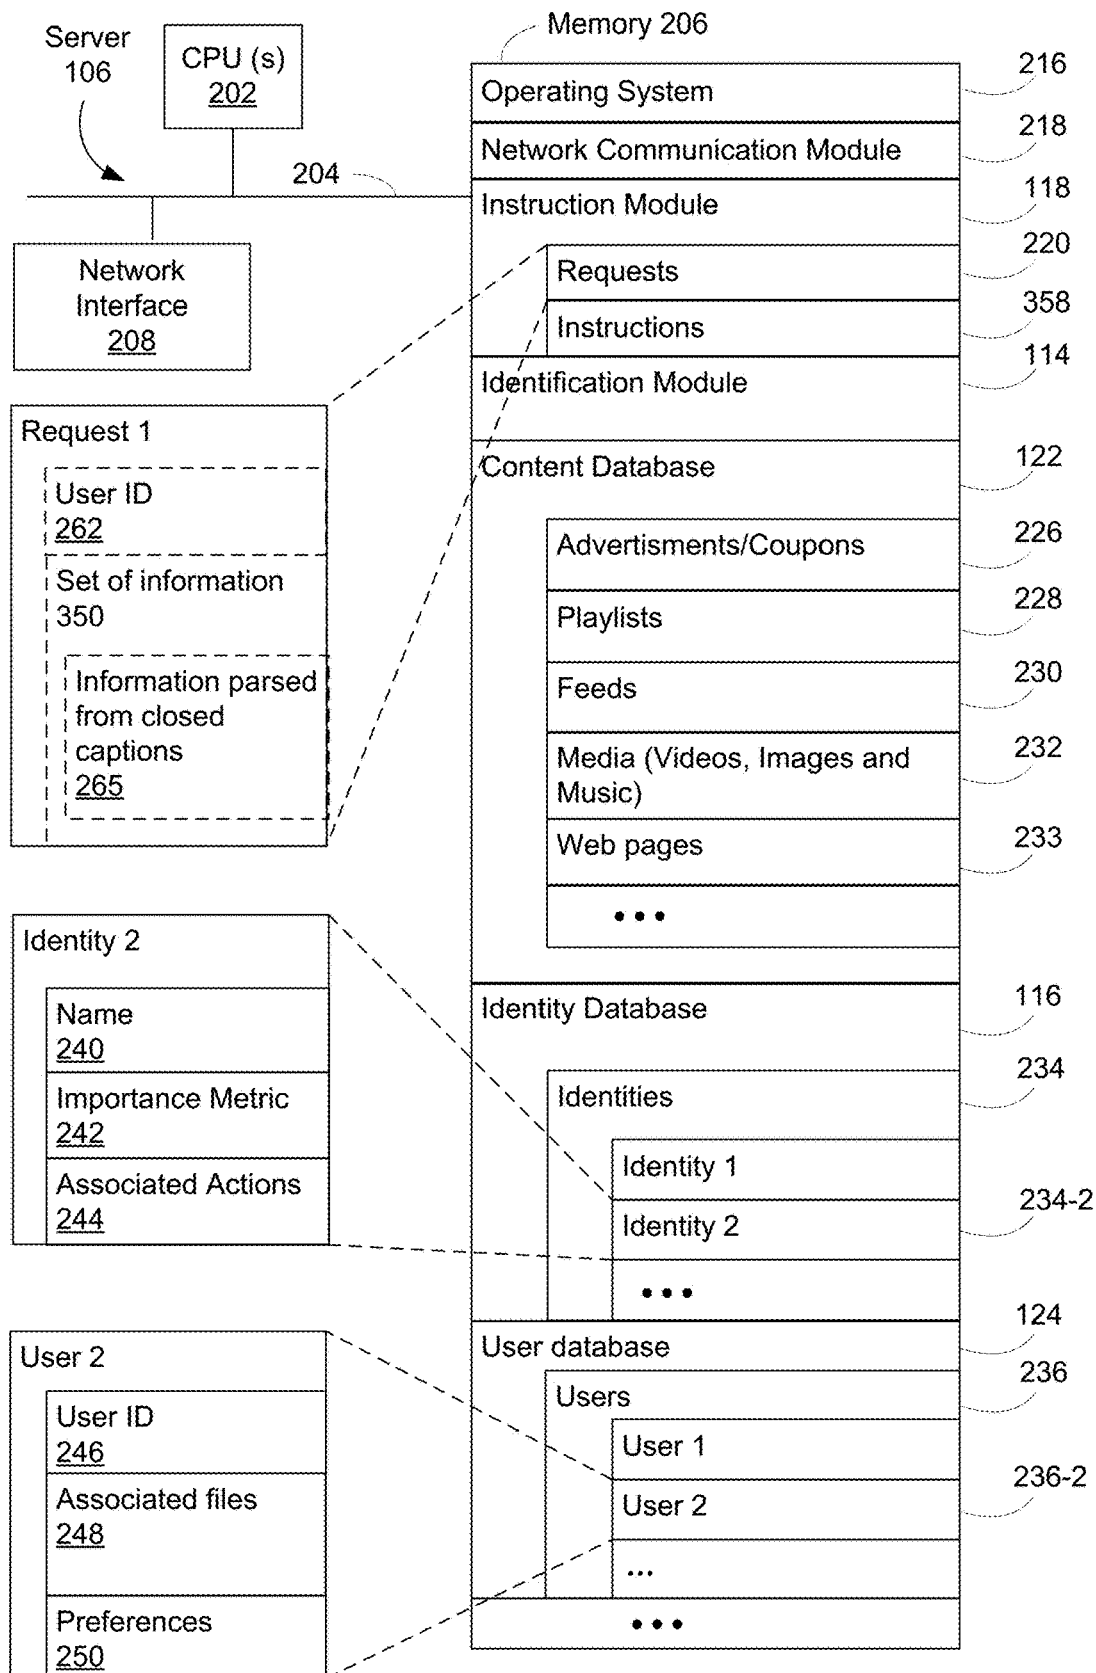 Server
106
CPU (s)
202
Memory 206
204
Network
Interface
208
Operating System
216
Network Communication Module
218
Instruction Module
118
Requests
220
Instructions
358
Identification Module
114
Content Database
122
Advertisments/Coupons
226
Playlists
228
Feeds
230
Media (Videos, Images and
Music)
232
Web pages
233
•••
Identity Database
116
Identities
234
Identity 1
Identity 2
234-2
•••
User database
124
Users
236
User 1
User 2
236-2
...
•••
Request 1
User ID
262
Set of information
350
Information parsed
from closed
captions
265
Identity 2
Name
240
Importance Metric
242
Associated Actions
244
User 2
User ID
246
Associated files
248
Preferences
250